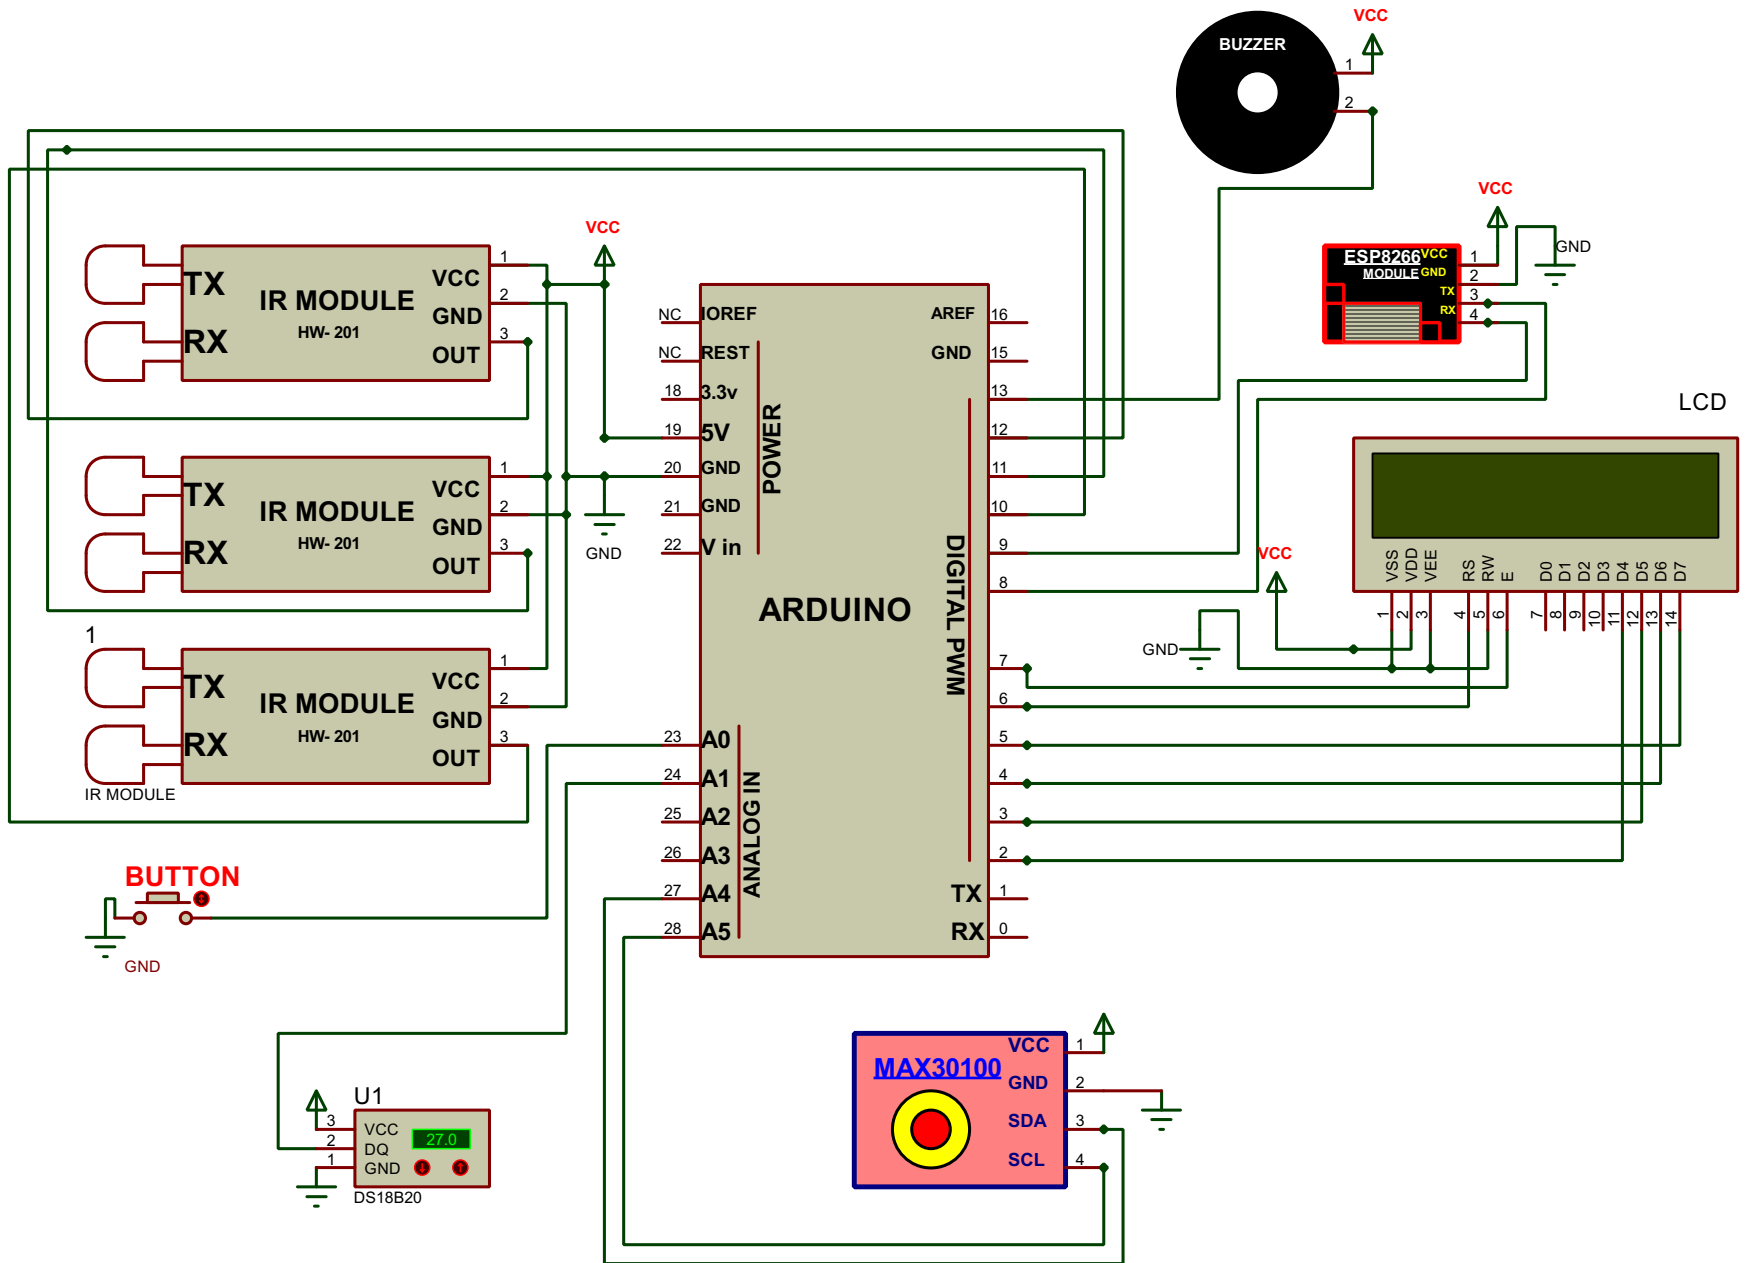 VCC
BUZZER
1
2
VCC
ESP8266
MODULE
VCC
GND
TX
RX
1
2
3
4
GND
VCC
TX
RX
IR MODULE
HW- 201
VCC
GND
OUT
1
2
3
TX
RX
IR MODULE
HW- 201
VCC
GND
OUT
1
2
3
1
TX
RX
IR MODULE
HW- 201
VCC
GND
OUT
1
2
3
IR MODULE
GND
NC IOREF
NC REST
18 3.3v
19 5V
20 GND
21 GND
22 V in
POWER
ARDUINO
23 A0
24 A1
25 A2
26 A3
27 A4
28 A5
ANALOG IN
AREF 16
GND 15
13
12
11
10
9
8
7
6
5
4
3
2
TX 1
RX 0
DIGITAL PWM
LCD
VSS
VDD
VEE
RS
RW
E
D0
D1
D2
D3
D4
D5
D6
D7
1
2
3
4
5
6
7
8
9
10
11
12
13
14
VCC
GND
BUTTON
GND
U1
3 VCC
2 DQ
1 GND
27.0
DS18B20
MAX30100
VCC 1
GND 2
SDA 3
SCL 4